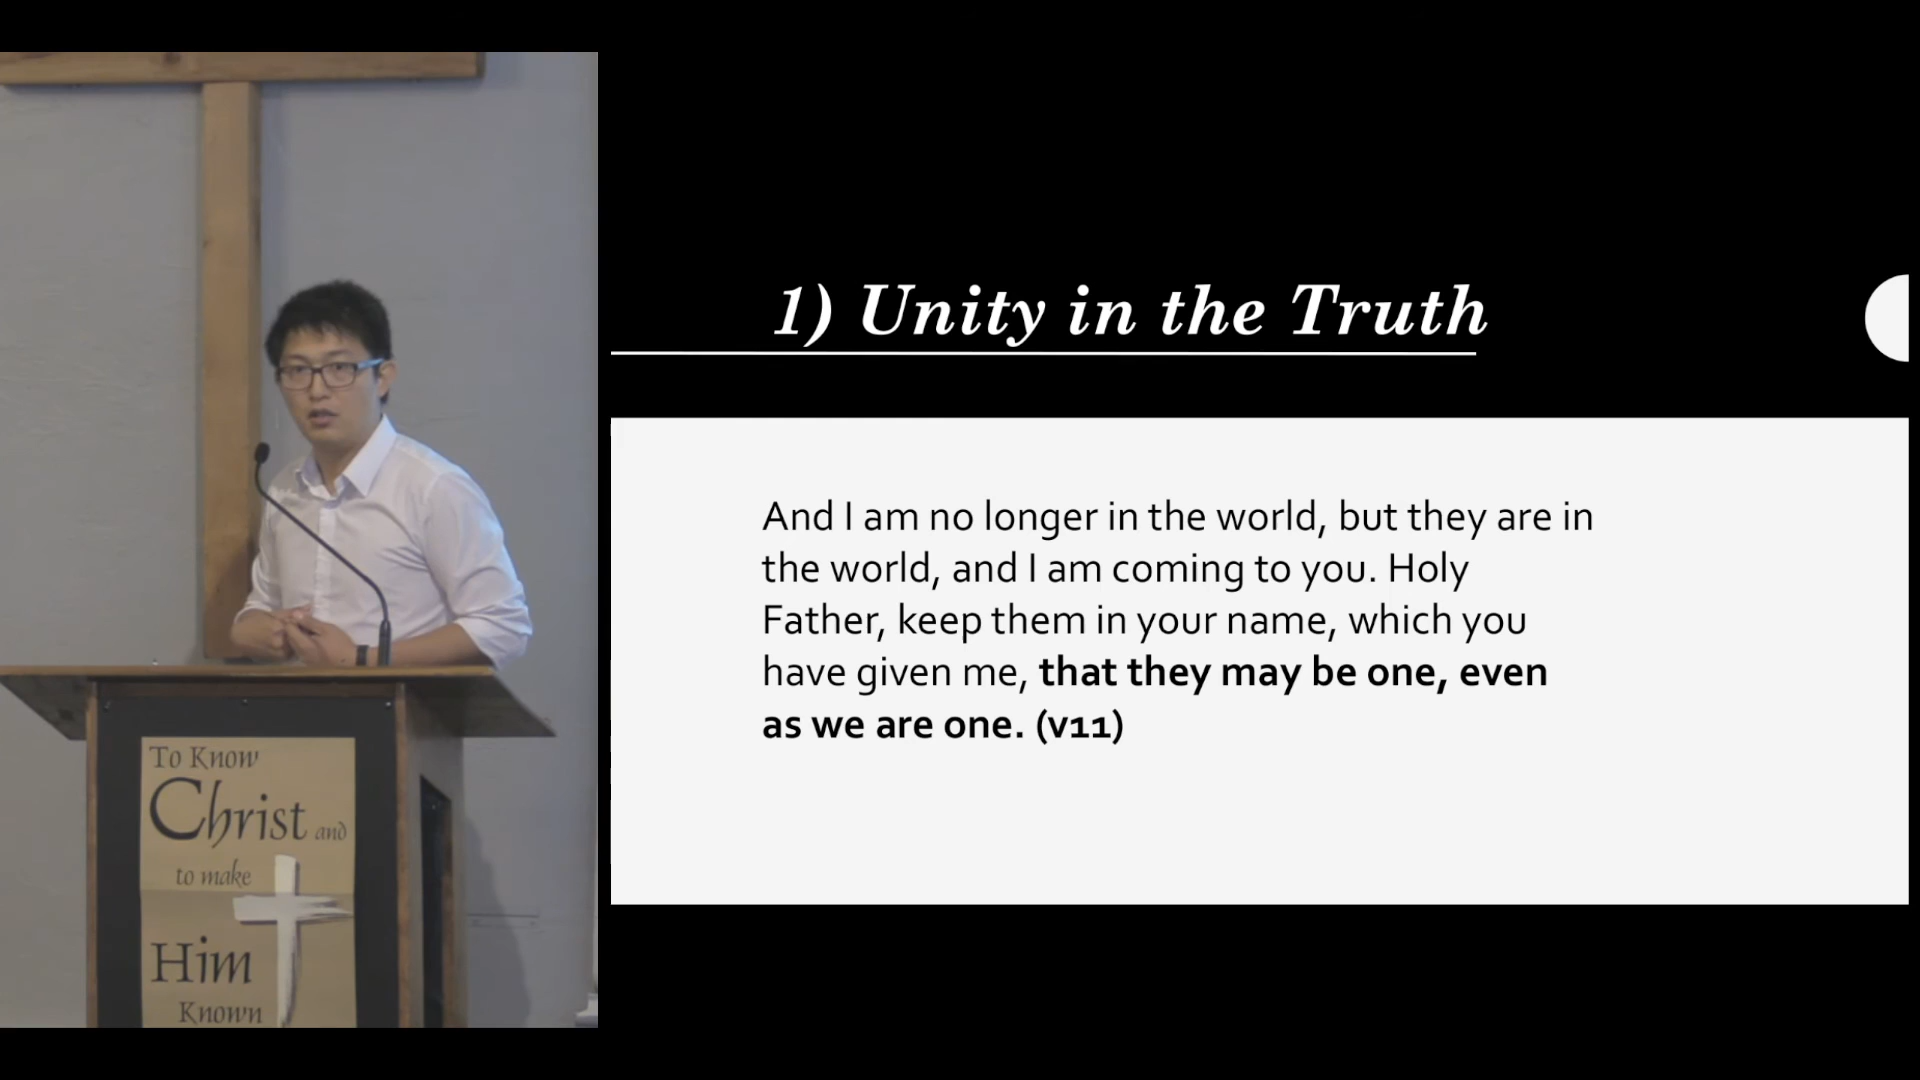 To Know
Christ and
to make
Him
Known
1) Unity in the Truth
And I am no longer in the world, but they are in
the world, and I am coming to you. Holy
Father, keep them in your name, which you
have given me, that they may be one, even
as we are one. (v11)